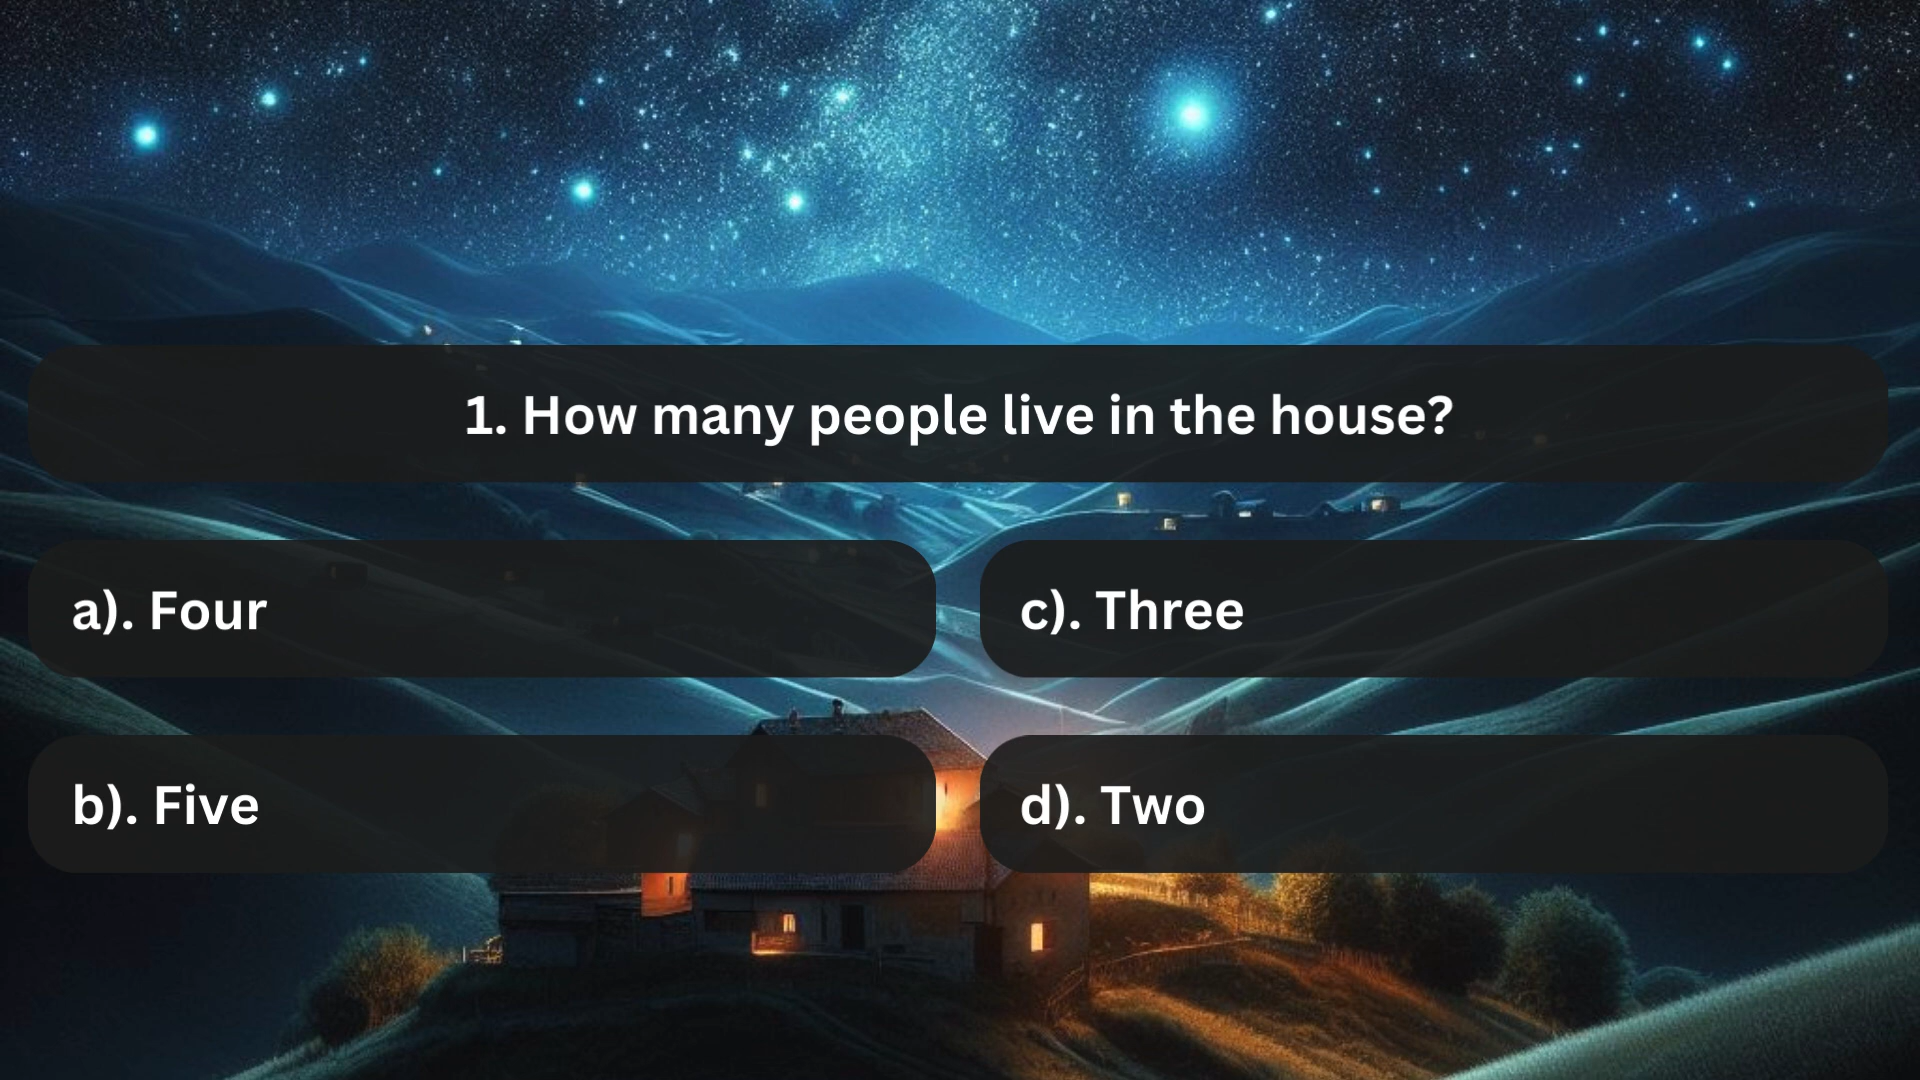 1. How many people live in the house?
a). Four
b). Five
c). Three
d). Two